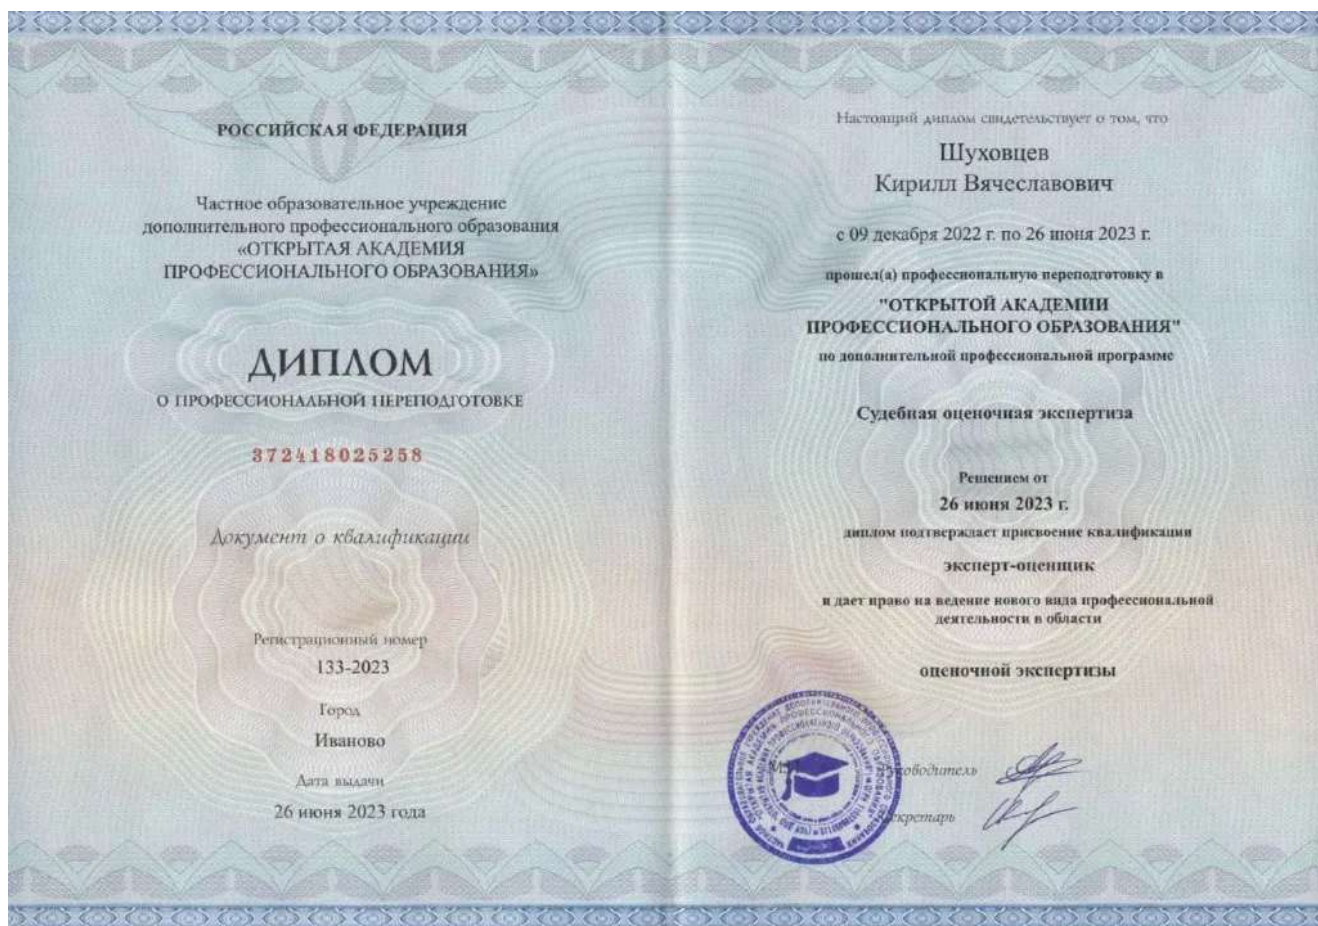 РОССИЙСКАЯ ФЕДЕРАЦИЯ
Частное образовательное учреждение
дополнительного профессионального образования
«ОТКРЫТАЯ АКАДЕМИЯ
ПРОФЕССИОНАЛЬНОГО ОБРАЗОВАНИЯ»
ДИПЛОМ
О ПРОФЕССИОНАЛЬНОЙ ПЕРЕПОДГОТОВКЕ
372418025258
Документ о квалификации
Регистрационный номер
133-2023
Город
Иваново
Дата выдачи
26 июня 2023 года
Настоящий диплом свидетельствует о том, что
Шуховцев
Кирилл Вячеславович
с 09 декабря 2022 г. по 26 июня 2023 г.
прошел(а) профессиональную переподготовку в
"ОТКРЫТОЙ АКАДЕМИИ
ПРОФЕССИОНАЛЬНОГО ОБРАЗОВАНИЯ"
по дополнительной профессиональной программе
Судебная оценочная экспертиза
Решением от
26 июня 2023 г.
диплом подтверждает присвоение квалификации
эксперт-оценщик
и дает право на ведение нового вида профессиональной
деятельности в области
оценочной экспертизы
Руководитель
Секретарь